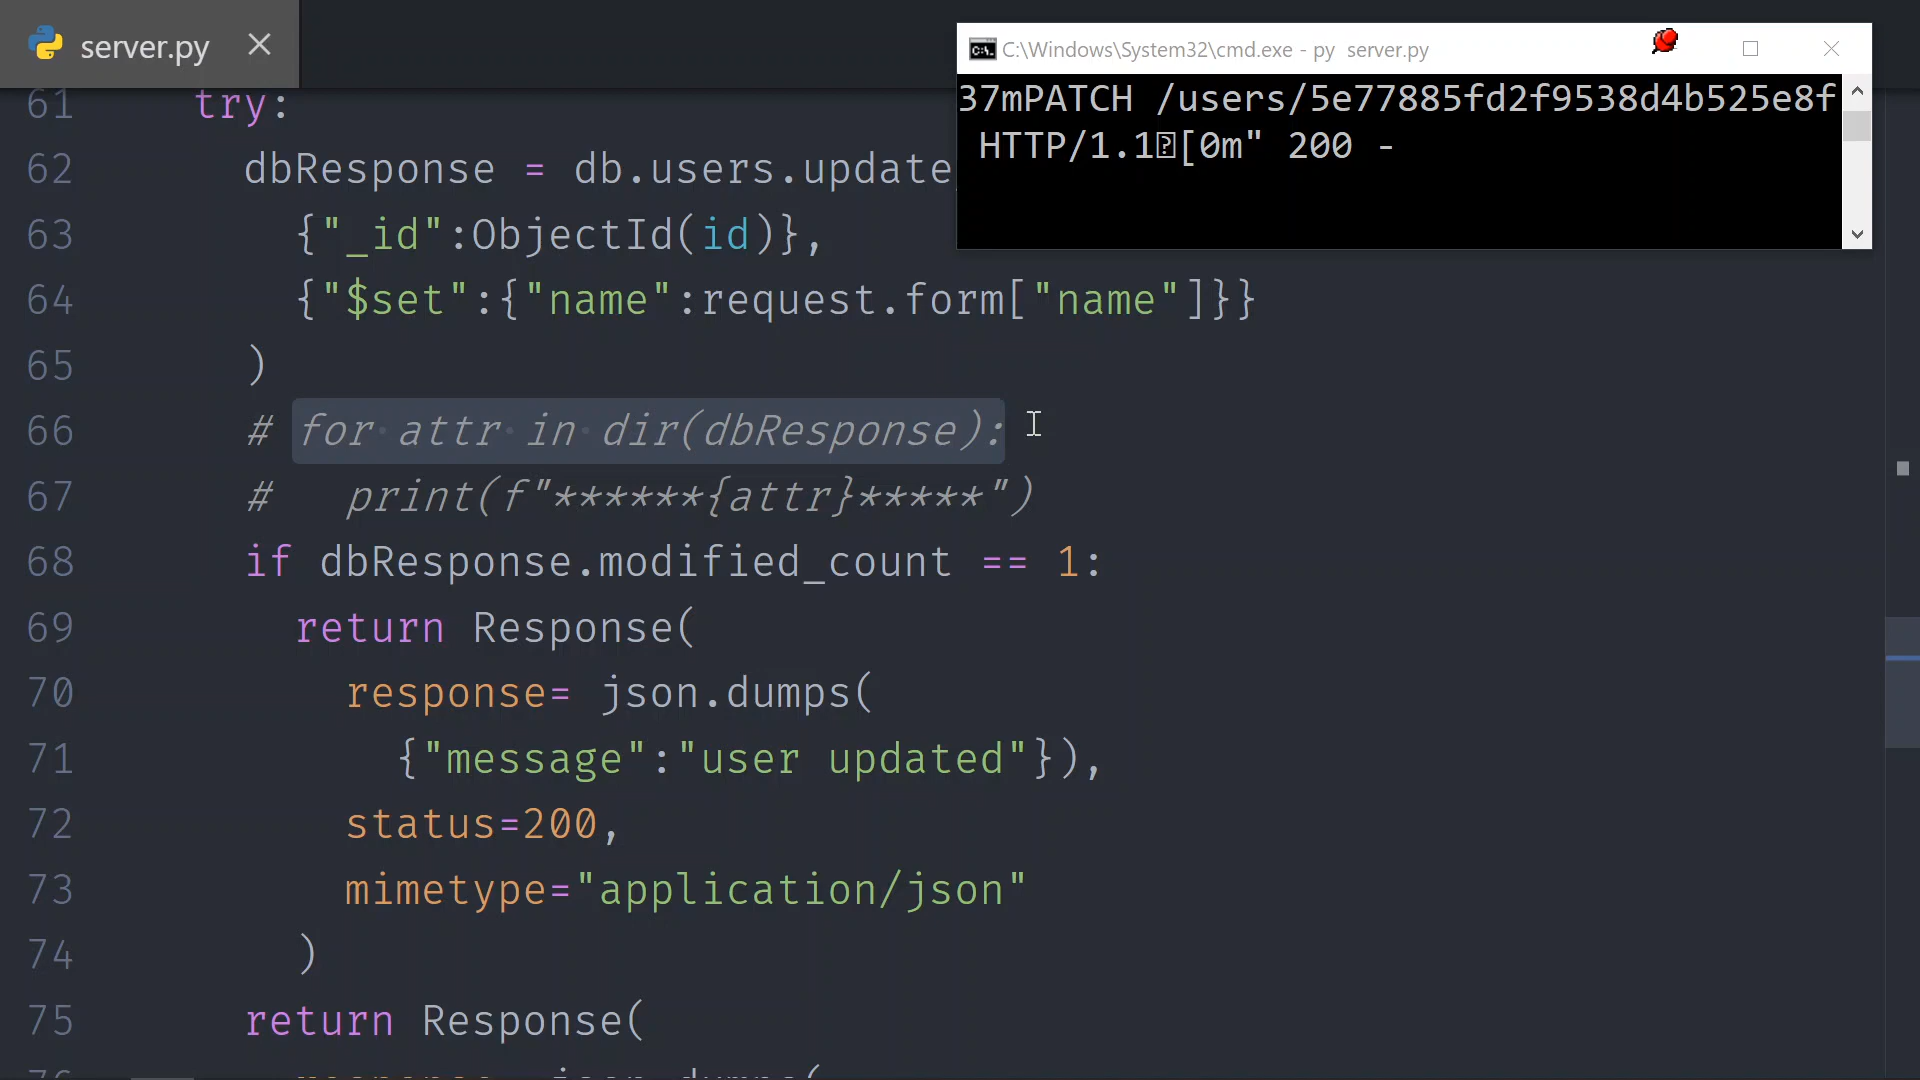 server.py
C:\Windows\System32\cmd.exe - py  server.py
37mPATCH /users/5e77885fd2f9538d4b525e8f
HTTP/1.1�[0m" 200 -
61 try:
62 dbResponse = db.users.update
63 {"_id":ObjectId(id)},
64 {"$set":{"name":request.form["name"]}}
65 )
66 # for attr in dir(dbResponse):
67 #   print(f"******{attr}*****")
68 if dbResponse.modified_count == 1:
69 return Response(
70 response= json.dumps(
71 {"message":"user updated"}),
72 status=200,
73 mimetype="application/json"
74 )
75 return Response(